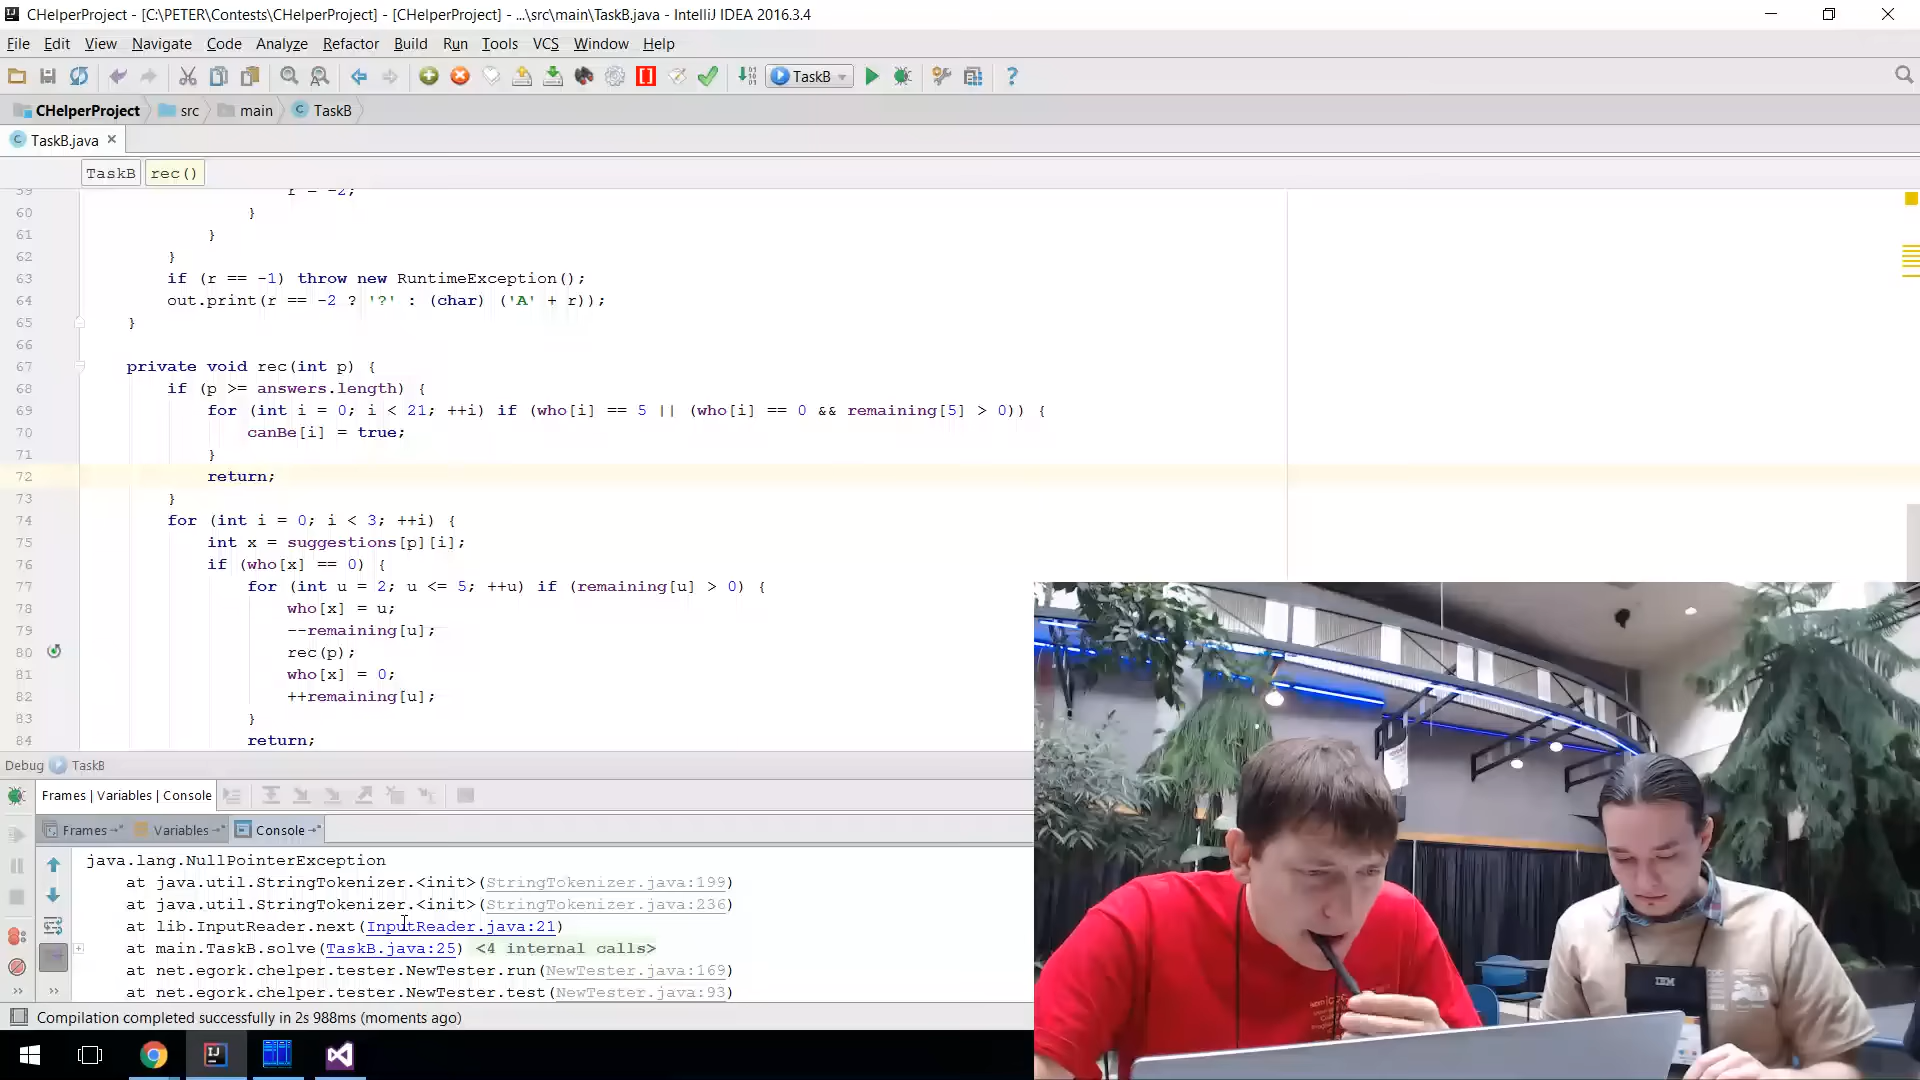 CHelperProject - [C:\PETER\Contests\CHelperProject] - [CHelperProject] - ...\src\main\TaskB.java - IntelliJ IDEA 2016.3.4
File Edit View Navigate Code Analyze Refactor Build Run Tools VCS Window Help
TaskB
CHelperProject src main TaskB
TaskB.java
TaskB rec()
59 r = -2;
60 }
61 }
62 }
63 if (r == -1) throw new RuntimeException();
64 out.print(r == -2 ? '?' : (char) ('A' + r));
65 }
66
67 private void rec(int p) {
68 if (p >= answers.length) {
69 for (int i = 0; i < 21; ++i) if (who[i] == 5 || (who[i] == 0 && remaining[5] > 0)) {
70 canBe[i] = true;
71 }
72 return;
73 }
74 for (int i = 0; i < 3; ++i) {
75 int x = suggestions[p][i];
76 if (who[x] == 0) {
77 for (int u = 2; u <= 5; ++u) if (remaining[u] > 0) {
78 who[x] = u;
79 --remaining[u];
80 rec(p);
81 who[x] = 0;
82 ++remaining[u];
83 }
84 return;
Debug TaskB
Frames | Variables | Console
Frames Variables Console
java.lang.NullPointerException
at java.util.StringTokenizer.<init>(StringTokenizer.java:199)
at java.util.StringTokenizer.<init>(StringTokenizer.java:236)
at lib.InputReader.next(InputReader.java:21)
at main.TaskB.solve(TaskB.java:25) <4 internal calls>
at net.egork.chelper.tester.NewTester.run(NewTester.java:169)
at net.egork.chelper.tester.NewTester.test(NewTester.java:93)
Compilation completed successfully in 2s 988ms (moments ago)
IBM